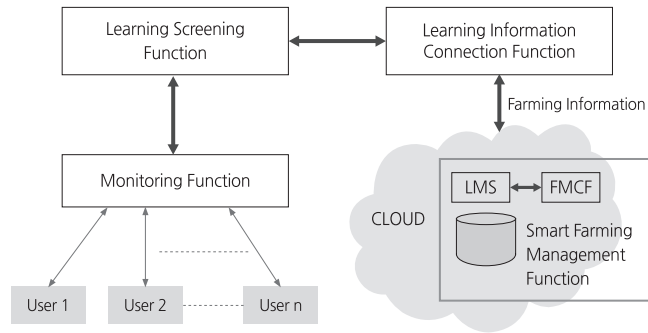 Learning Screening
Function
Learning Information
Connection Function
Farming Information
Monitoring Function
LMS
FMCF
CLOUD
Smart Farming
Management
Function
User 1
User 2
User n